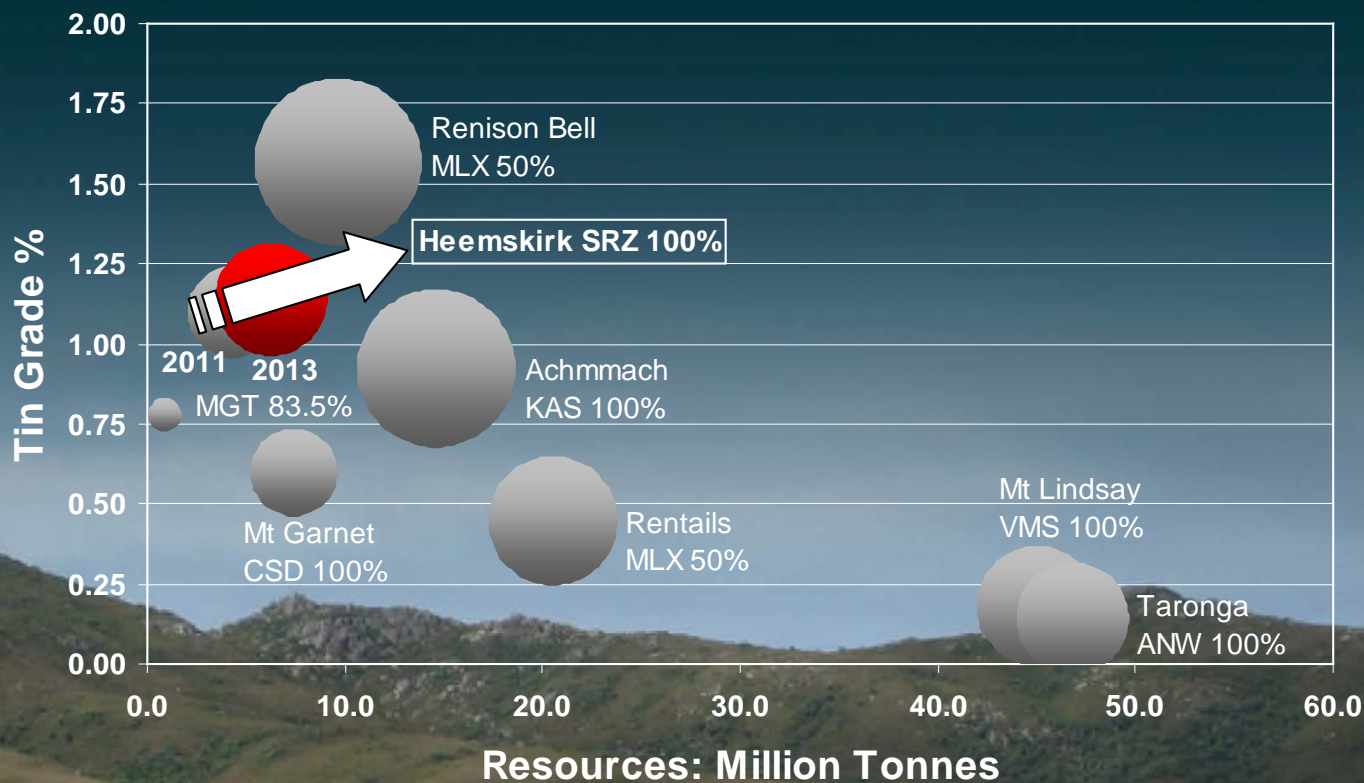 2.00
1.75
1.50
1.25
1.00
0.75
0.50
0.25
0.00
Tin Grade %
Renison Bell
MLX 50%
Heemskirk SRZ 100%
2011
2013
MGT 83.5%
Achmmach
KAS 100%
Mt Garnet
CSD 100%
Rentails
MLX 50%
Mt Lindsay
VMS 100%
Taronga
ANW 100%
0.0 10.0 20.0 30.0 40.0 50.0 60.0
Resources: Million Tonnes